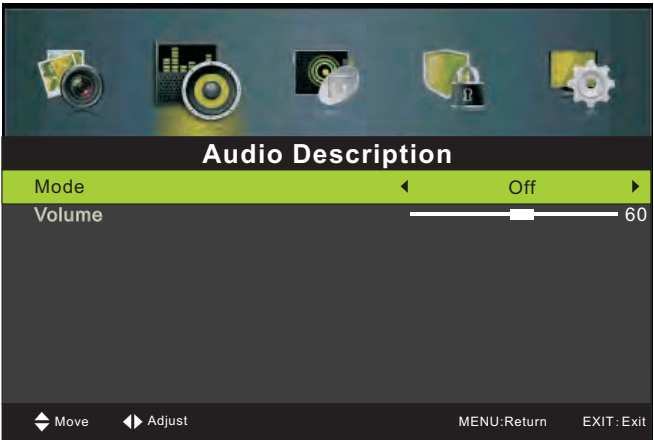 Audio Description
Mode Off
Volume 60
Move Adjust MENU:Return EXIT:Exit